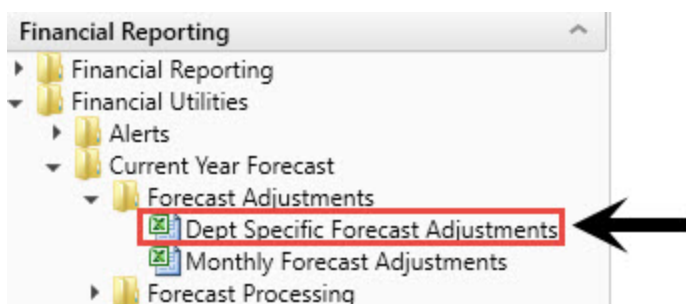 Financial Reporting
Financial Reporting
Financial Utilities
Alerts
Current Year Forecast
Forecast Adjustments
Dept Specific Forecast Adjustments
Monthly Forecast Adjustments
Forecast Processing